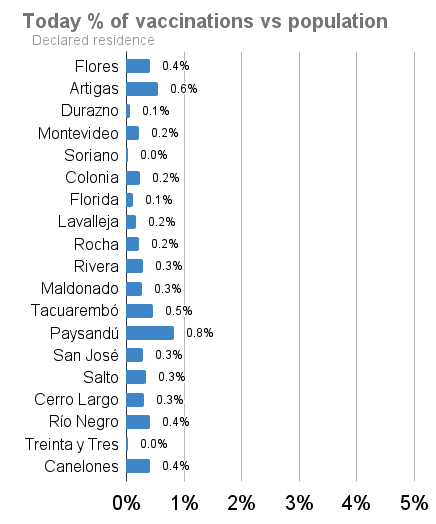 Today % of vaccinations vs population
Declared residence
Flores 0.4%
Artigas 0.6%
Durazno 0.1%
Montevideo 0.2%
Soriano 0.0%
Colonia 0.2%
Florida 0.1%
Lavalleja 0.2%
Rocha 0.2%
Rivera 0.3%
Maldonado 0.3%
Tacuarembó 0.5%
Paysandú 0.8%
San José 0.3%
Salto 0.3%
Cerro Largo 0.3%
Río Negro 0.4%
Treinta y Tres 0.0%
Canelones 0.4%
0% 1% 2% 3% 4% 5%